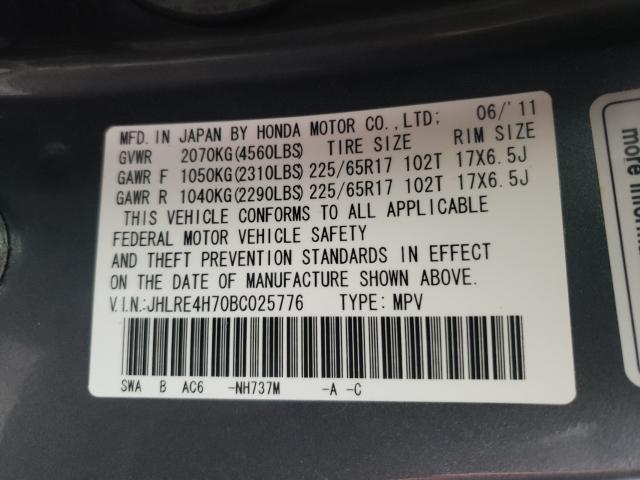 MFD. IN JAPAN BY HONDA MOTOR CO.,LTD: 06/'11
GVWR 2070KG(4560LBS) TIRE SIZE RIM SIZE
GAWR F 1050KG(2310LBS) 225/65R17 102T 17X6.5J
GAWR R 1040KG(2290LBS) 225/65R17 102T 17X6.5J
THIS VEHICLE CONFORMS TO ALL APPLICABLE
FEDERAL MOTOR VEHICLE SAFETY
AND THEFT PREVENTION STANDARDS IN EFFECT
ON THE DATE OF MANUFACTURE SHOWN ABOVE.
V.I.N.:JHLRE4H70BC025776 TYPE: MPV
SWA B AC6 -NH737M -A -C
more